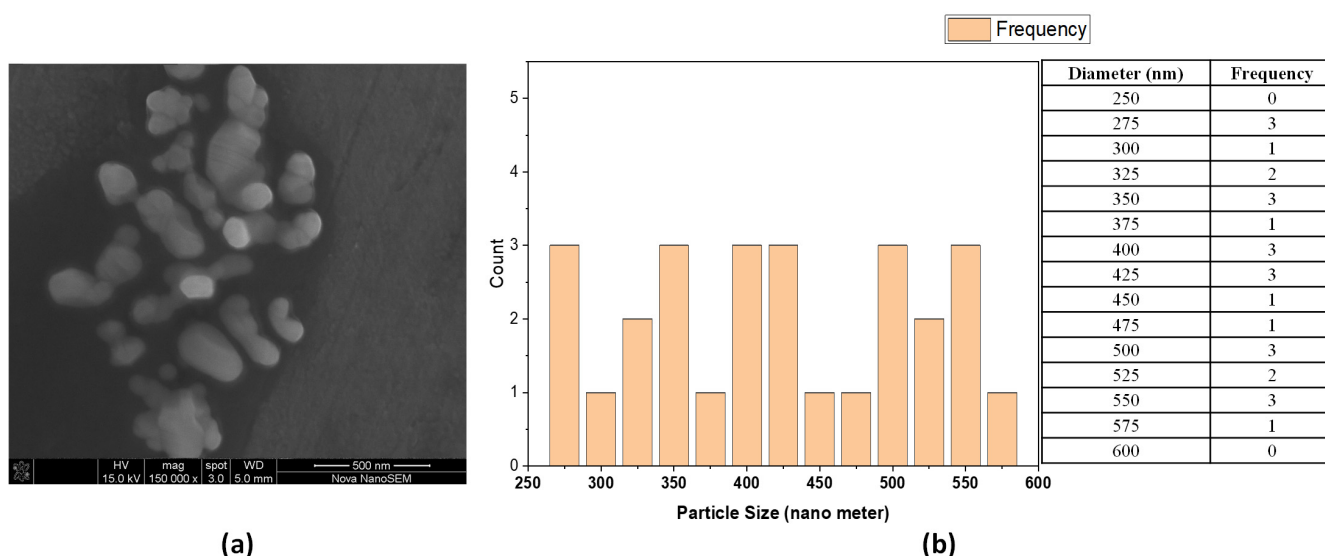 HV mag spot WD 500 nm
15.0 kV 150 000 x 3.0 5.0 mm Nova NanoSEM
(a)
Frequency
5
4
3
2
1
0
Count
250 300 350 400 450 500 550 600
Particle Size (nano meter)
Diameter (nm) Frequency
250 0
275 3
300 1
325 2
350 3
375 1
400 3
425 3
450 1
475 1
500 3
525 2
550 3
575 1
600 0
(b)